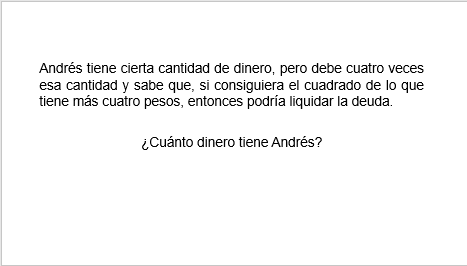 Andrés tiene cierta cantidad de dinero, pero debe cuatro veces
esa cantidad y sabe que, si consiguiera el cuadrado de lo que
tiene más cuatro pesos, entonces podría liquidar la deuda.
¿Cuánto dinero tiene Andrés?